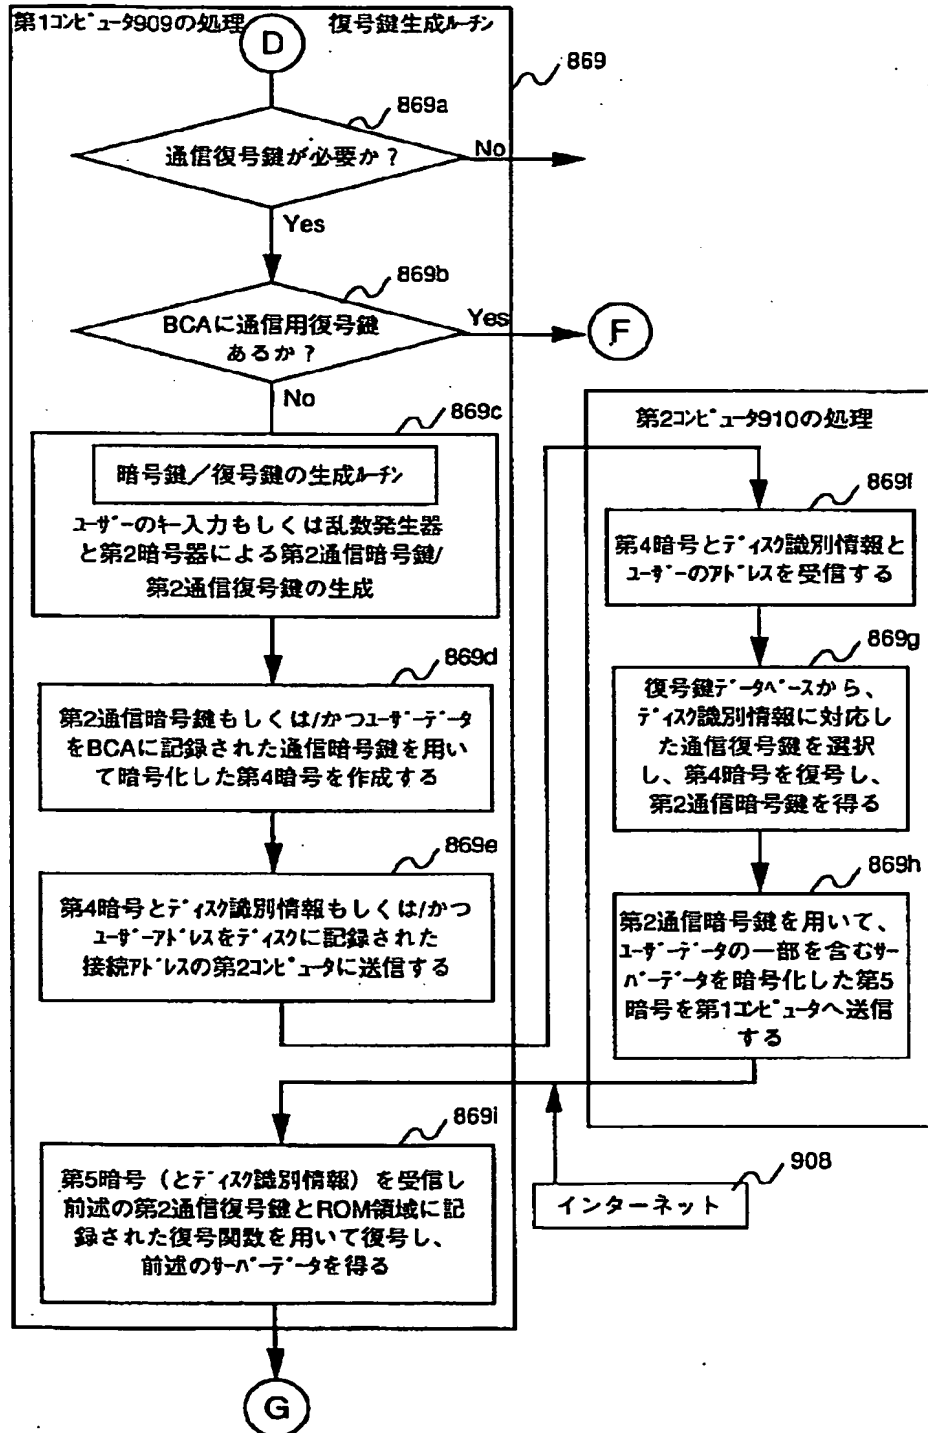 第1コンピュータ909の処理
復号鍵生成ルーチン
D
869
869a
通信復号鍵が必要か？
No
Yes
869b
BCAに通信用復号鍵
あるか？
Yes
F
No
869c
暗号鍵／復号鍵の生成ルーチン
ユーザーのキー入力もしくは乱数発生器
と第2暗号器による第2通信暗号鍵/
第2通信復号鍵の生成
869d
第2通信暗号鍵もしくは/かつユーザーデータ
をBCAに記録された通信暗号鍵を用い
て暗号化した第4暗号を作成する
869e
第4暗号とディスク識別情報もしくは/かつ
ユーザーアドレスをディスクに記録された
接続アドレスの第2コンピュータに送信する
第2コンピュータ910の処理
869f
第4暗号とディスク識別情報と
ユーザーのアドレスを受信する
869g
復号鍵データベースから、
ディスク識別情報に対応し
た通信復号鍵を選択
し、第4暗号を復号し、
第2通信暗号鍵を得る
869h
第2通信暗号鍵を用いて、
ユーザーデータの一部を含むサー
バーデータを暗号化した第5
暗号を第1コンピュータへ送信
する
908
インターネット
869i
第5暗号（とディスク識別情報）を受信し
前述の第2通信復号鍵とROM領域に記
録された復号関数を用いて復号し、
前述のサーバーデータを得る
G